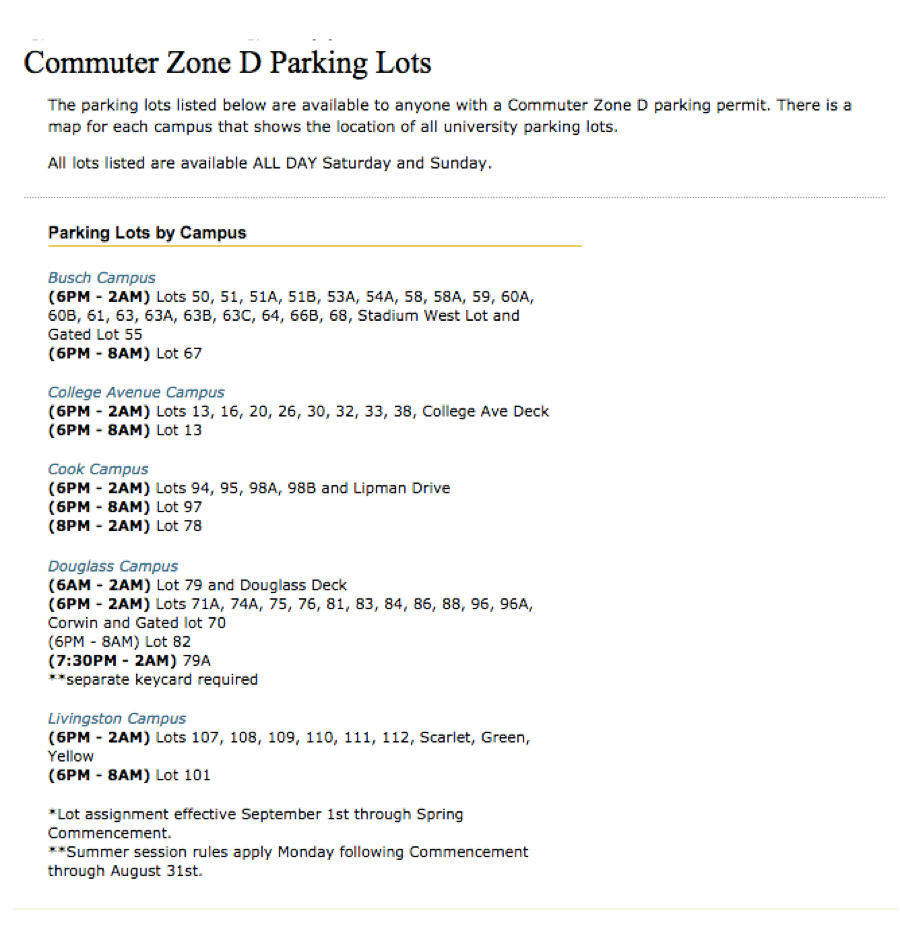 Commuter Zone D Parking Lots
The parking lots listed below are available to anyone with a Commuter Zone D parking permit. There is a
map for each campus that shows the location of all university parking lots.
All lots listed are available ALL DAY Saturday and Sunday.
Parking Lots by Campus
Busch Campus
(6PM - 2AM) Lots 50, 51, 51A, 51B, 53A, 54A, 58, 58A, 59, 60A,
60B, 61, 63, 63A, 63B, 63C, 64, 66B, 68, Stadium West Lot and
Gated Lot 55
(6PM - 8AM) Lot 67
College Avenue Campus
(6PM - 2AM) Lots 13, 16, 20, 26, 30, 32, 33, 38, College Ave Deck
(6PM - 8AM) Lot 13
Cook Campus
(6PM - 2AM) Lots 94, 95, 98A, 98B and Lipman Drive
(6PM - 8AM) Lot 97
(8PM - 2AM) Lot 78
Douglass Campus
(6AM - 2AM) Lot 79 and Douglass Deck
(6PM - 2AM) Lots 71A, 74A, 75, 76, 81, 83, 84, 86, 88, 96, 96A,
Corwin and Gated lot 70
(6PM - 8AM) Lot 82
(7:30PM - 2AM) 79A
**separate keycard required
Livingston Campus
(6PM - 2AM) Lots 107, 108, 109, 110, 111, 112, Scarlet, Green,
Yellow
(6PM - 8AM) Lot 101
*Lot assignment effective September 1st through Spring
Commencement.
**Summer session rules apply Monday following Commencement
through August 31st.